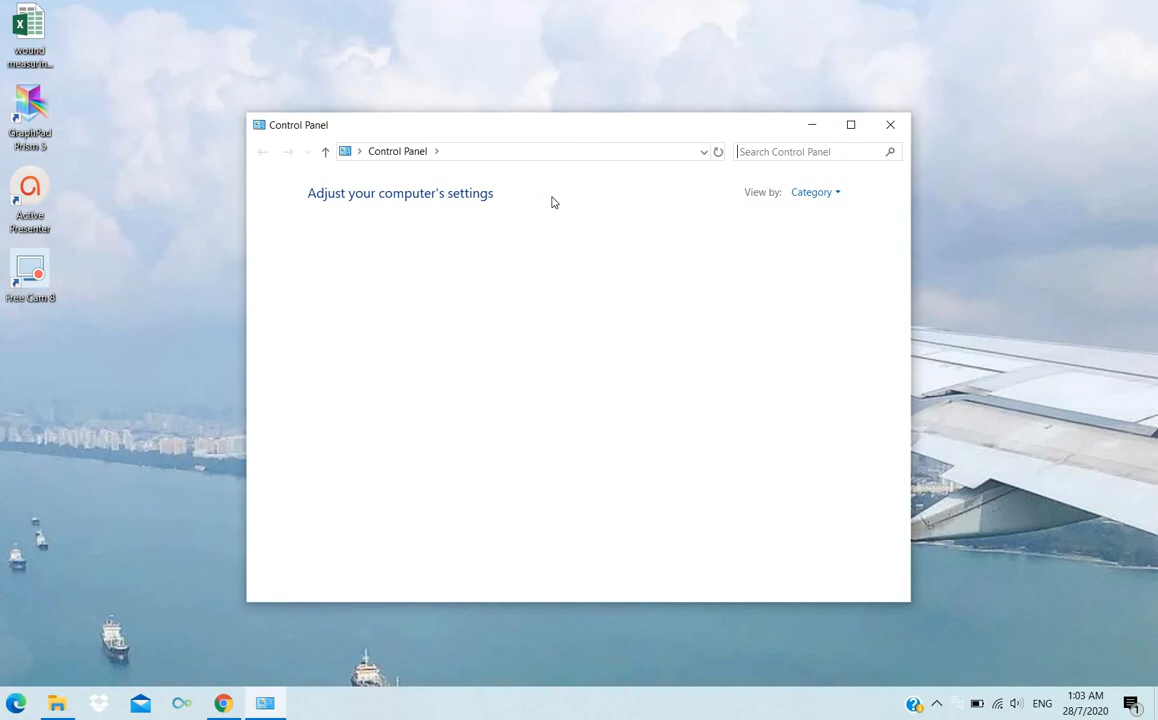 wound
measurin...
GraphPad
Prism 5
Active
Presenter
Free Cam 8
Control Panel
Control Panel
Search Control Panel
Adjust your computer's settings
View by: Category
ENG
1:03 AM
28/7/2020
1